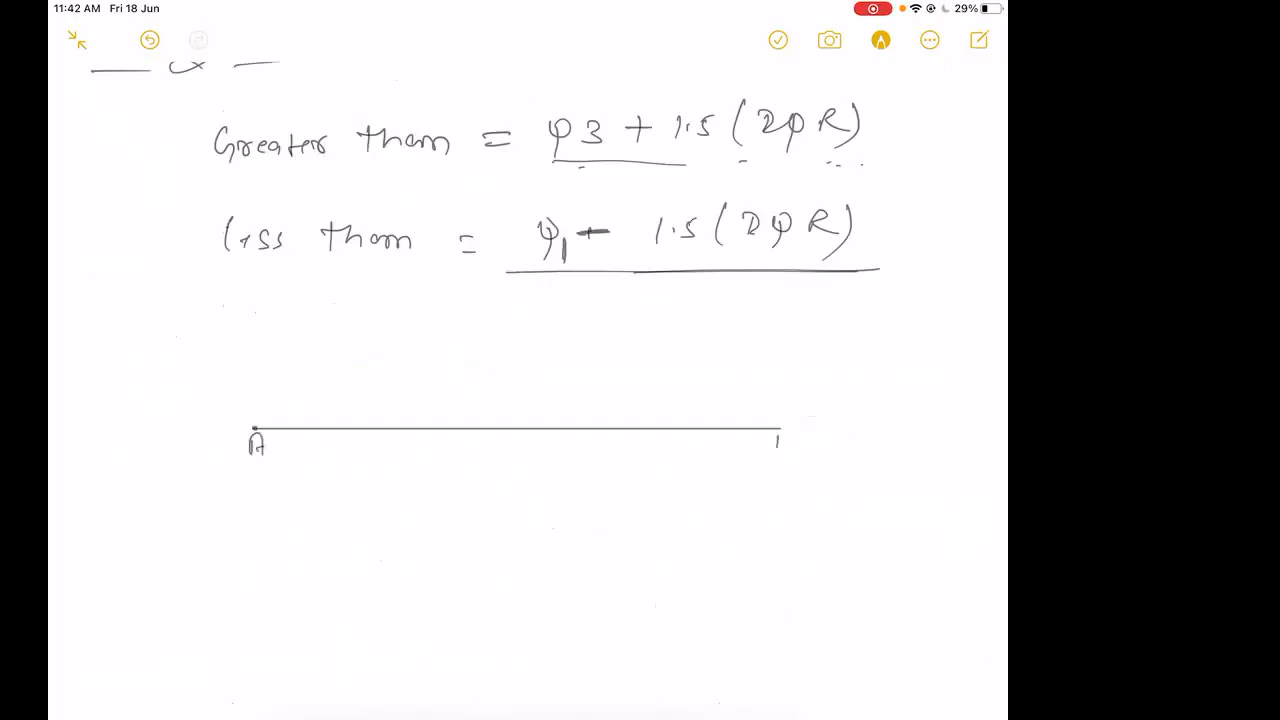 11:42 AM Fri 18 Jun 29%
Greater than = Q3 + 1.5 (IQR)
Less than = Q1 - 1.5 (IQR)
A